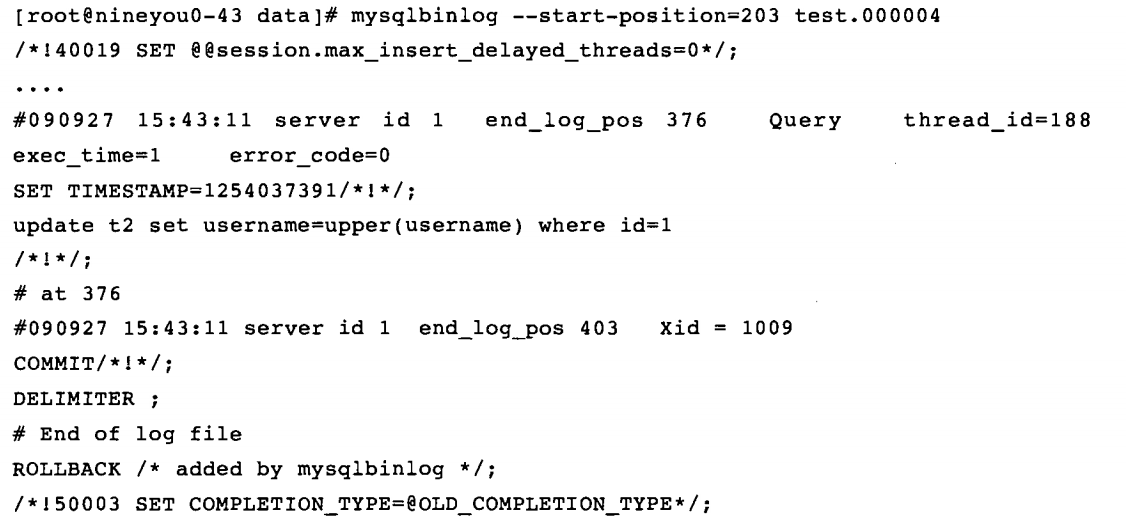 [root@nineyou0-43 data]# mysqlbinlog --start-position=203 test.000004
/*!40019 SET @@session.max_insert_delayed_threads=0*/;
....
#090927 15:43:11 server id 1 end_log_pos 376 Query thread_id=188
exec_time=1 error_code=0
SET TIMESTAMP=1254037391/*!*/;
update t2 set username=upper(username) where id=1
/*!*/;
# at 376
#090927 15:43:11 server id 1 end_log_pos 403 Xid = 1009
COMMIT/*!*/;
DELIMITER ;
# End of log file
ROLLBACK /* added by mysqlbinlog */;
/*!50003 SET COMPLETION_TYPE=@OLD_COMPLETION_TYPE*/;